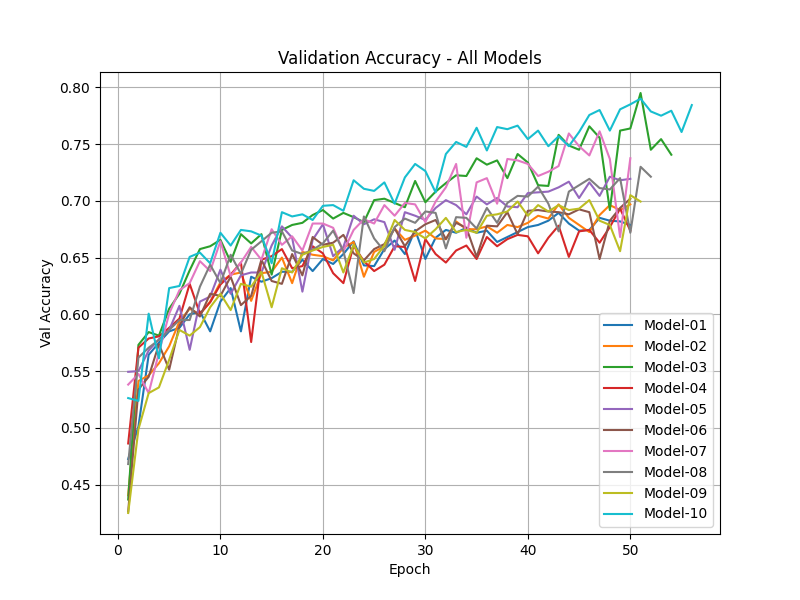 Validation Accuracy - All Models
Val Accuracy
0.80
0.75
0.70
0.65
0.60
0.55
0.50
0.45
0
10
20
30
40
50
Epoch
Model-01
Model-02
Model-03
Model-04
Model-05
Model-06
Model-07
Model-08
Model-09
Model-10